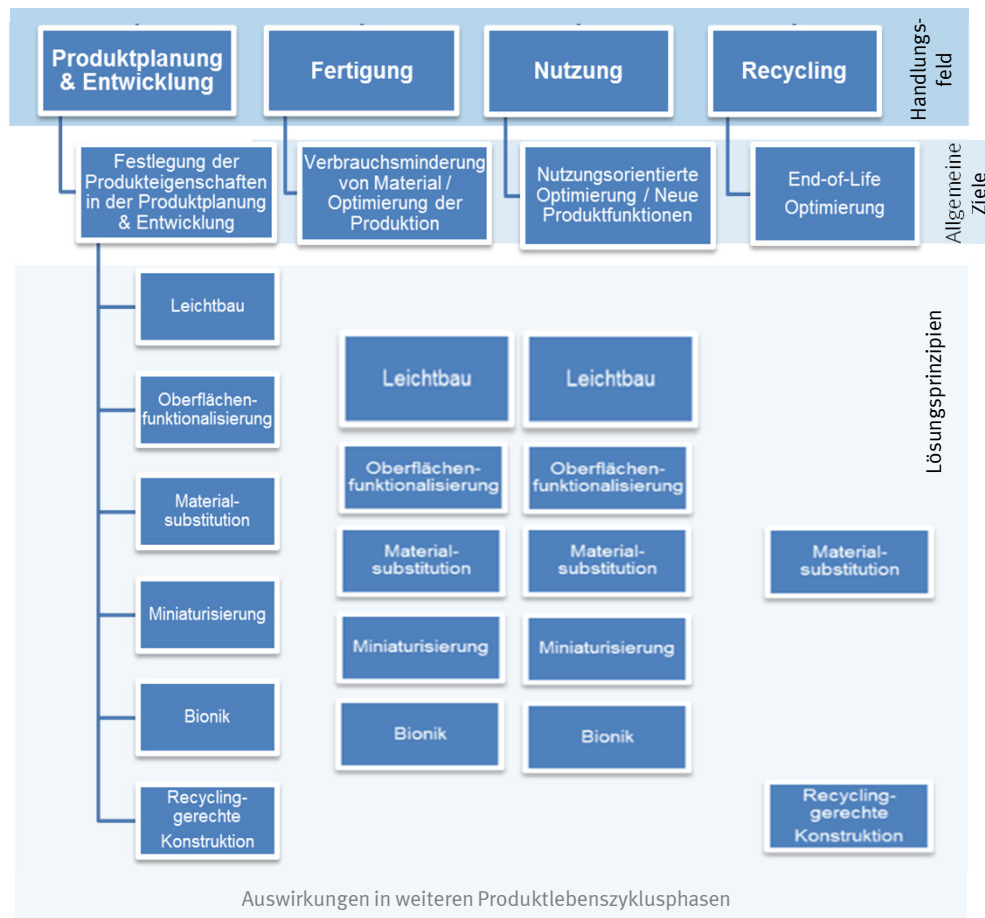 Produktplanung
& Entwicklung
Fertigung
Nutzung
Recycling
Handlungs-
feld
Festlegung der
Produkteigenschaften
in der Produktplanung
& Entwicklung
Verbrauchsminderung
von Material /
Optimierung der
Produktion
Nutzungsorientierte
Optimierung / Neue
Produktfunktionen
End-of-Life
Optimierung
Allgemeine
Ziele
Leichtbau
Oberflächen-
funktionalisierung
Material-
substitution
Miniaturisierung
Bionik
Recycling-
gerechte
Konstruktion
Leichtbau
Oberflächen-
funktionalisierung
Material-
substitution
Miniaturisierung
Bionik
Leichtbau
Oberflächen-
funktionalisierung
Material-
substitution
Miniaturisierung
Bionik
Material-
substitution
Recycling-
gerechte
Konstruktion
Lösungsprinzipien
Auswirkungen in weiteren Produktlebenszyklusphasen